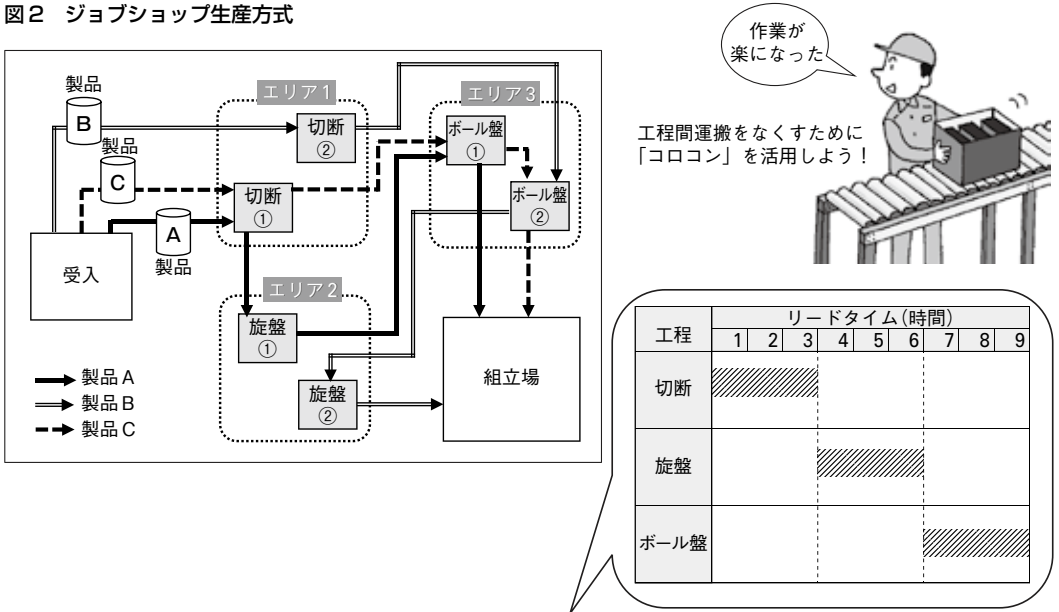 図2 ジョブショップ生産方式
製品
B
製品
C
A
製品
受入
エリア1
切断
②
切断
①
エリア2
旋盤
①
旋盤
②
エリア3
ボール盤
①
ボール盤
②
組立場
製品A
製品B
製品C
作業が
楽になった
工程間運搬をなくすために
「コロコン」を活用しよう！
工程 リードタイム(時間)
1 2 3 4 5 6 7 8 9
切断
旋盤
ボール盤